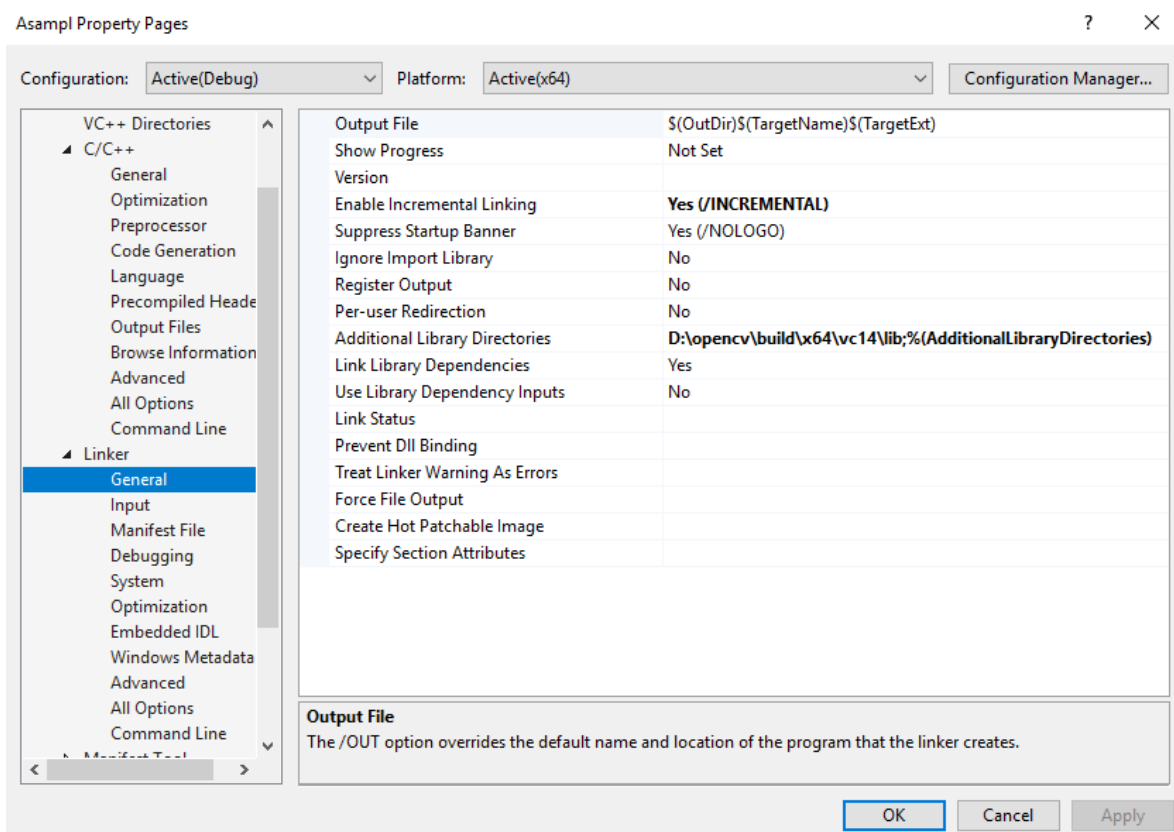 Asampl Property Pages ?
Configuration: Active(Debug) Platform: Active(x64) Configuration Manager...
VC++ Directories
C/C++
General
Optimization
Preprocessor
Code Generation
Language
Precompiled Heade
Output Files
Browse Information
Advanced
All Options
Command Line
Linker
General
Input
Manifest File
Debugging
System
Optimization
Embedded IDL
Windows Metadata
Advanced
All Options
Command Line
Manifest Tool
Output File $(OutDir)$(TargetName)$(TargetExt)
Show Progress Not Set
Version
Enable Incremental Linking Yes (/INCREMENTAL)
Suppress Startup Banner Yes (/NOLOGO)
Ignore Import Library No
Register Output No
Per-user Redirection No
Additional Library Directories D:\opencv\build\x64\vc14\lib;%(AdditionalLibraryDirectories)
Link Library Dependencies Yes
Use Library Dependency Inputs No
Link Status
Prevent Dll Binding
Treat Linker Warning As Errors
Force File Output
Create Hot Patchable Image
Specify Section Attributes
Output File
The /OUT option overrides the default name and location of the program that the linker creates.
OK Cancel Apply